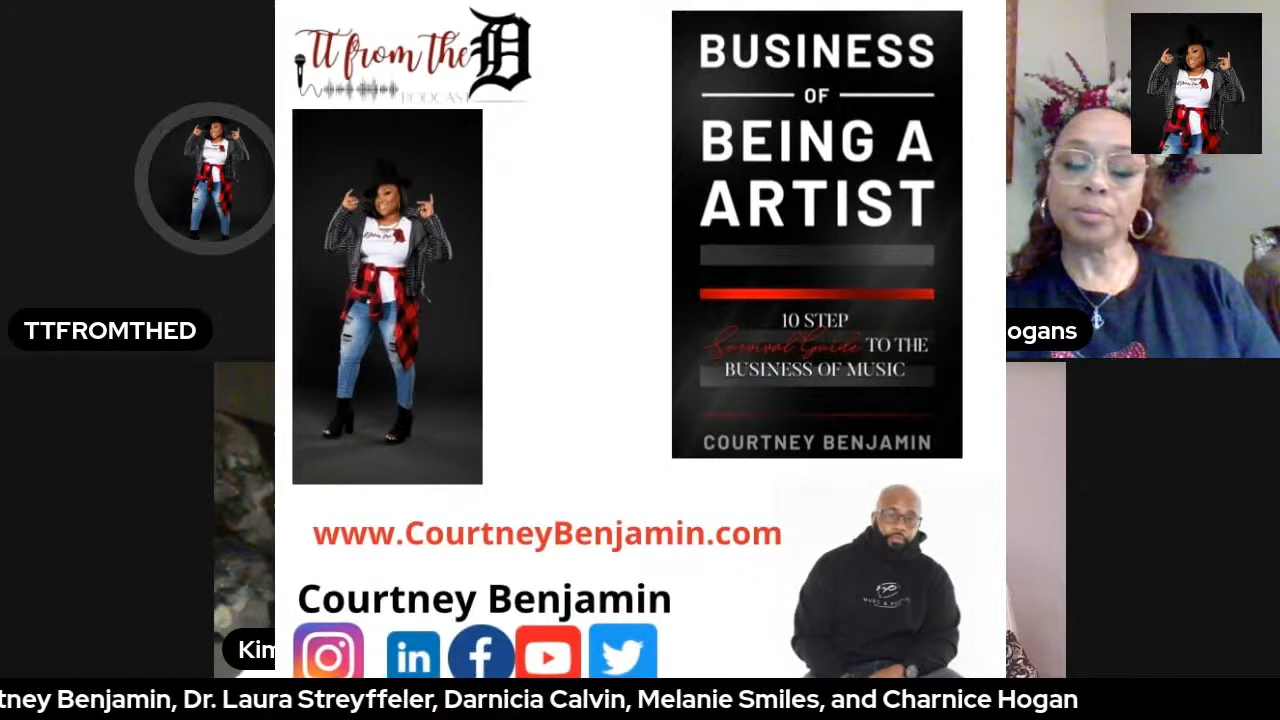 TT from the D
PODCAST
BUSINESS
OF
BEING A
ARTIST
10 STEP
Survival Guide TO THE
BUSINESS OF MUSIC
COURTNEY BENJAMIN
TTFROMTHED
ogans
www.CourtneyBenjamin.com
Courtney Benjamin
in
f
Kim
tney Benjamin, Dr. Laura Streyffeler, Darnicia Calvin, Melanie Smiles, and Charnice Hogan